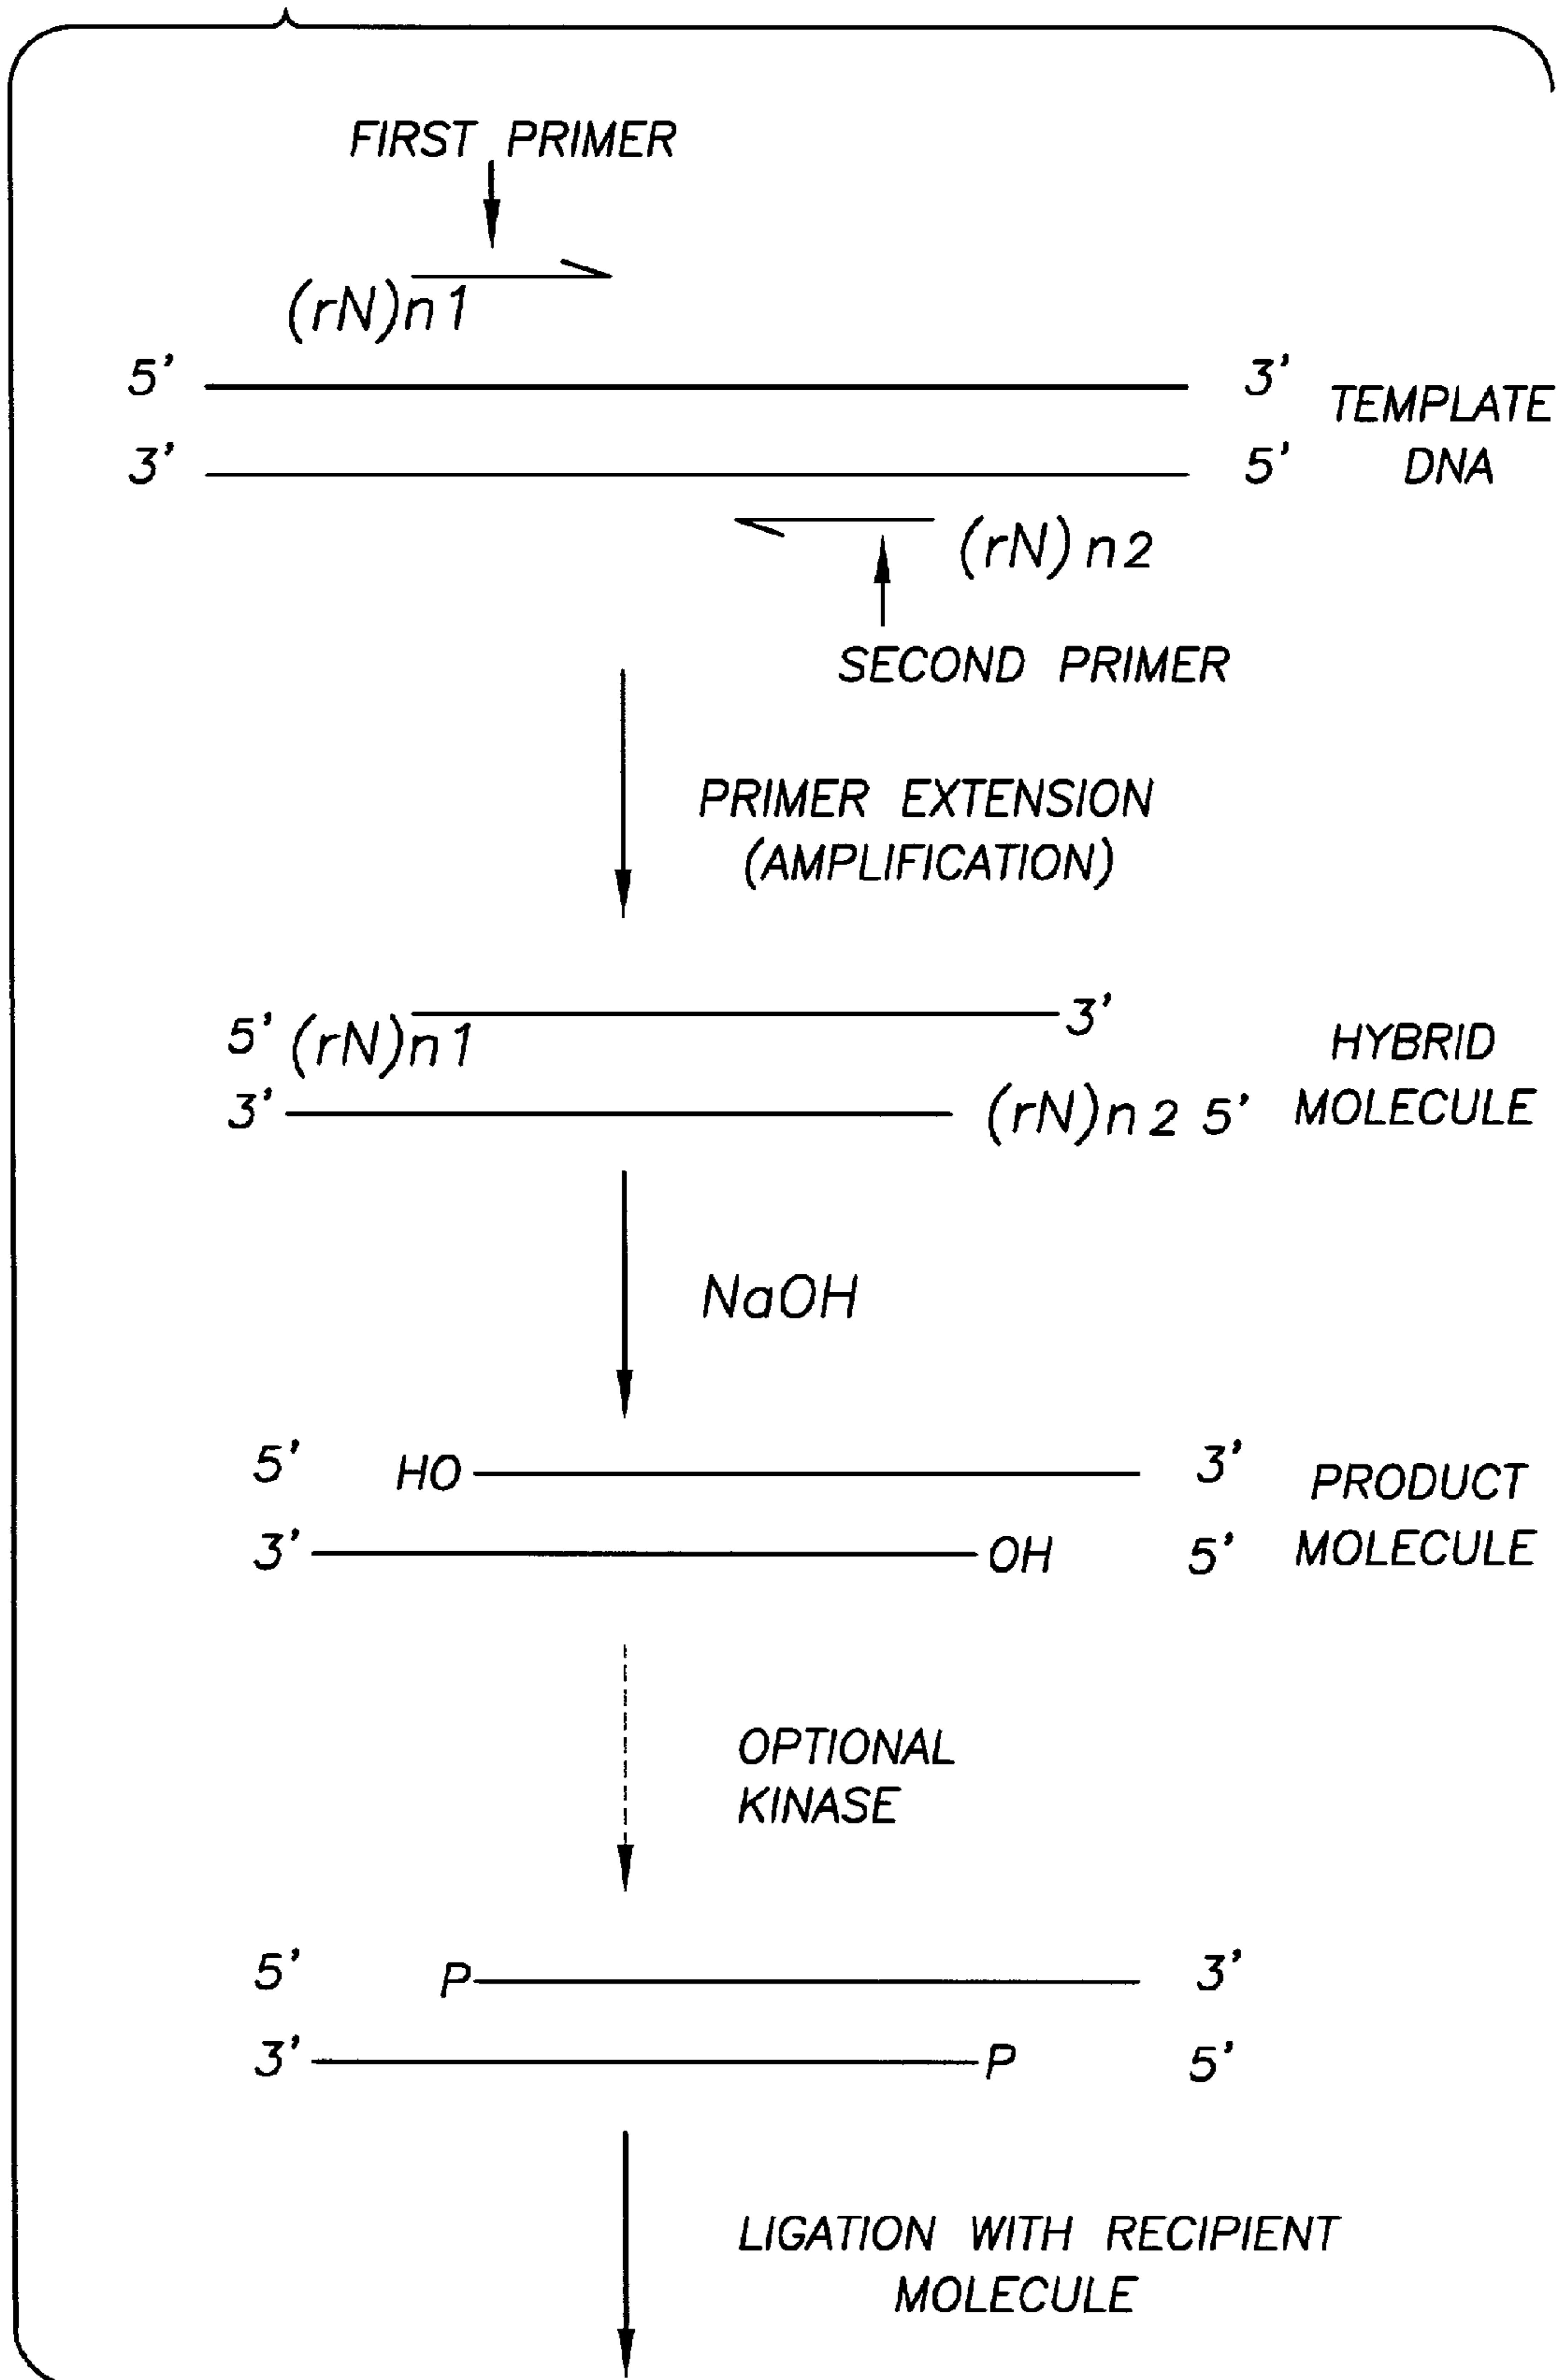 FIRST PRIMER
(rN)n1
5' 3'
TEMPLATE
3' 5' DNA
(rN)n2
SECOND PRIMER
PRIMER EXTENSION
(AMPLIFICATION)
3'
5' (rN)n1 HYBRID
3' (rN)n2 5' MOLECULE
NaOH
5' HO 3' PRODUCT
3' OH 5' MOLECULE
OPTIONAL
KINASE
5' P 3'
3' P 5'
LIGATION WITH RECIPIENT
MOLECULE